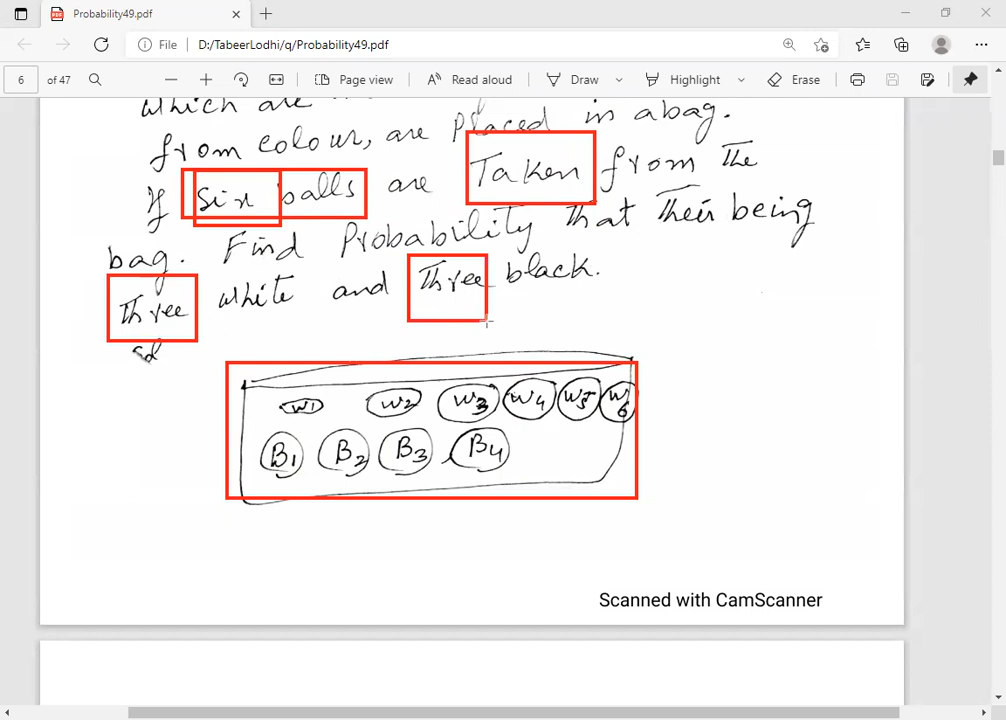 Probability49.pdf
File D:/TabeerLodhi/q/Probability49.pdf
6 of 47 Page view Read aloud Draw Highlight Erase
which are
from colour, are placed in a bag.
If Six balls are Taken from The
bag. Find Probability that Their being
Three white and Three black.
W1 W2 W3 W4 W5 W6
B1 B2 B3 B4
Scanned with CamScanner